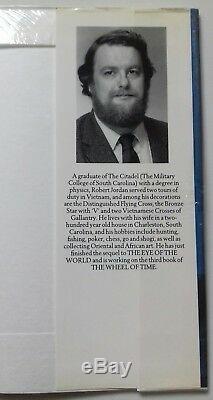 A graduate of The Citadel (The Military
College of South Carolina) with a degree in
physics, Robert Jordan served two tours of
duty in Vietnam, and among his decorations
are the Distinguished Flying Cross, the Bronze
Star with 'V' and two Vietnamese Crosses of
Gallantry. He lives with his wife in a two-
hundred year old house in Charleston, South
Carolina, and his hobbies include hunting,
fishing, poker, chess, go and shogi, as well as
collecting Oriental and African art. He has just
finished the sequel to THE EYE OF THE
WORLD and is working on the third book of
THE WHEEL OF TIME.